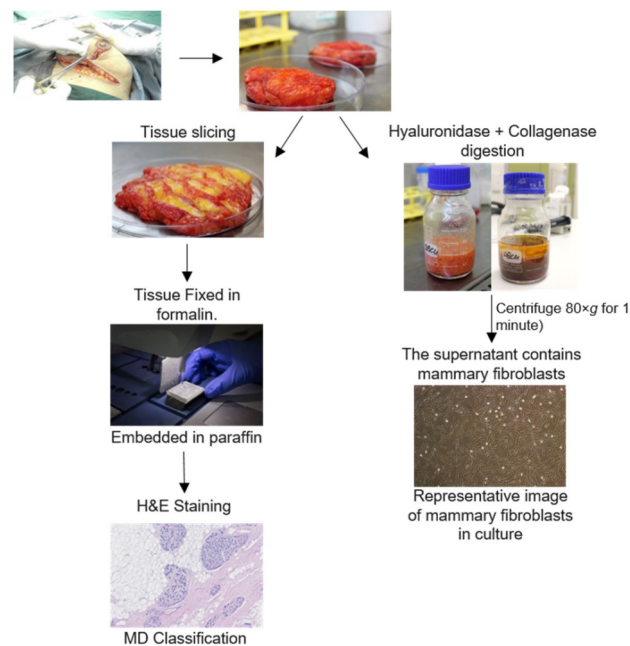 Tissue slicing
Hyaluronidase + Collagenase
digestion
Tissue Fixed in
formalin.
Centrifuge 80×g for 1
minute)
The supernatant contains
mammary fibroblasts
Embedded in paraffin
H&E Staining
Representative image
of mammary fibroblasts
in culture
MD Classification